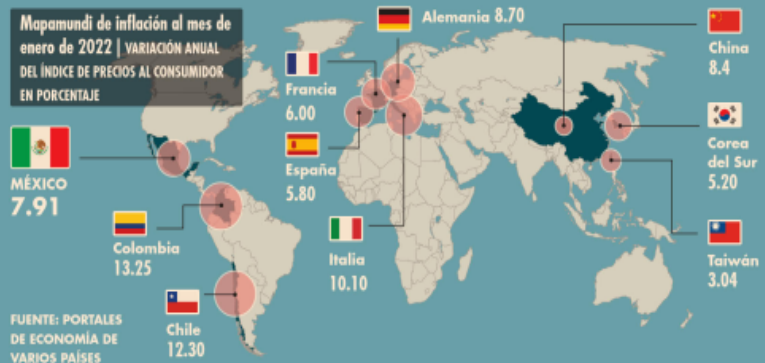 Mapamundi de inflación al mes de
enero de 2022 | VARIACIÓN ANUAL
DEL ÍNDICE DE PRECIOS AL CONSUMIDOR
EN PORCENTAJE
Alemania 8.70
China
8.4
Francia
6.00
MÉXICO
7.91
España
5.80
Corea
del Sur
5.20
Colombia
13.25
Italia
10.10
Taiwán
3.04
Chile
12.30
FUENTE: PORTALES
DE ECONOMÍA DE
VARIOS PAÍSES